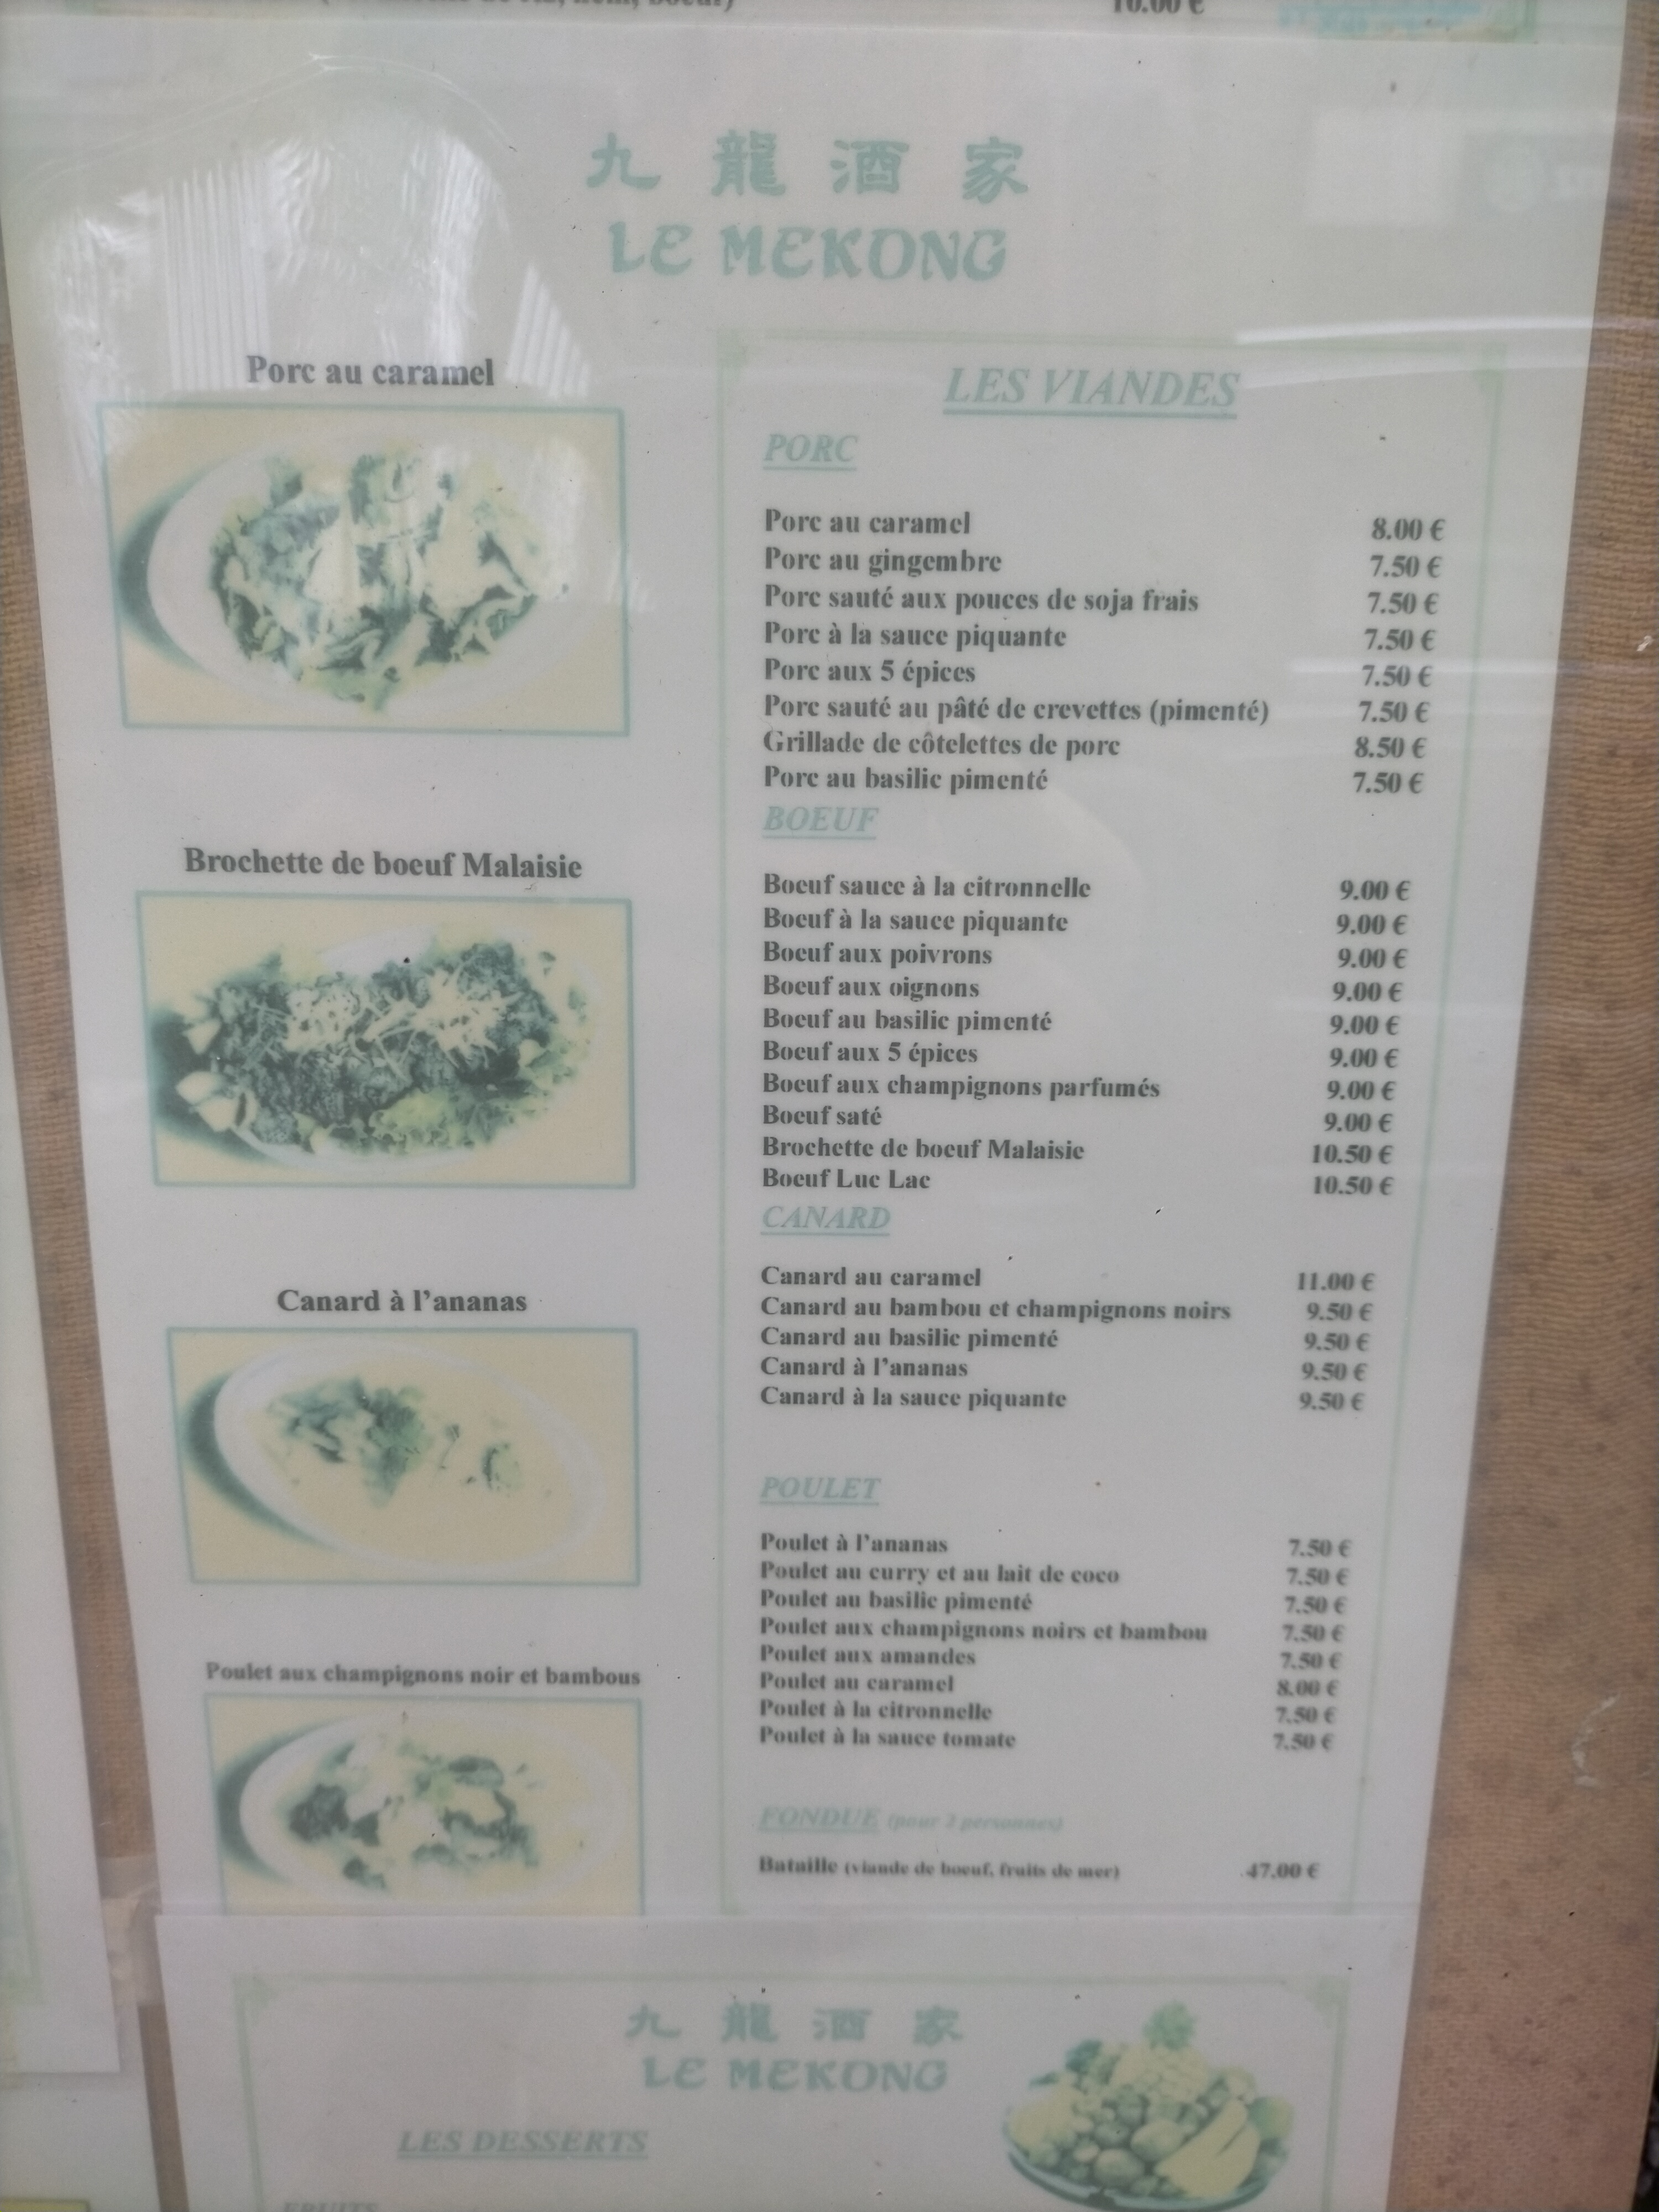 10.00 €
九龍酒家
LE MEKONG
Porc au caramel
Brochette de boeuf Malaisie
Canard à l’ananas
Poulet aux champignons noir et bambous
LES VIANDES
PORC
Porc au caramel 8.00 €
Porc au gingembre 7.50 €
Porc sauté aux pouces de soja frais 7.50 €
Porc à la sauce piquante 7.50 €
Porc aux 5 épices 7.50 €
Porc sauté au pâté de crevettes (pimenté) 7.50 €
Grillade de côtelettes de porc 8.50 €
Porc au basilic pimenté 7.50 €
BOEUF
Boeuf sauce à la citronnelle 9.00 €
Boeuf à la sauce piquante 9.00 €
Boeuf aux poivrons 9.00 €
Boeuf aux oignons 9.00 €
Boeuf au basilic pimenté 9.00 €
Boeuf aux 5 épices 9.00 €
Boeuf aux champignons parfumés 9.00 €
Boeuf saté 9.00 €
Brochette de boeuf Malaisie 10.50 €
Boeuf Luc Lac 10.50 €
CANARD
Canard au caramel 11.00 €
Canard au bambou et champignons noirs 9.50 €
Canard au basilic pimenté 9.50 €
Canard à l’ananas 9.50 €
Canard à la sauce piquante 9.50 €
POULET
Poulet à l’ananas 7.50 €
Poulet au curry et au lait de coco 7.50 €
Poulet au basilic pimenté 7.50 €
Poulet aux champignons noirs et bambou 7.50 €
Poulet aux amandes 7.50 €
Poulet au caramel 8.00 €
Poulet à la citronnelle 7.50 €
Poulet à la sauce tomate 7.50 €
FONDUE (pour 2 personnes)
Bataille (viande de boeuf, fruits de mer) 47.00 €
九龍酒家
LE MEKONG
LES DESSERTS
FRUITS